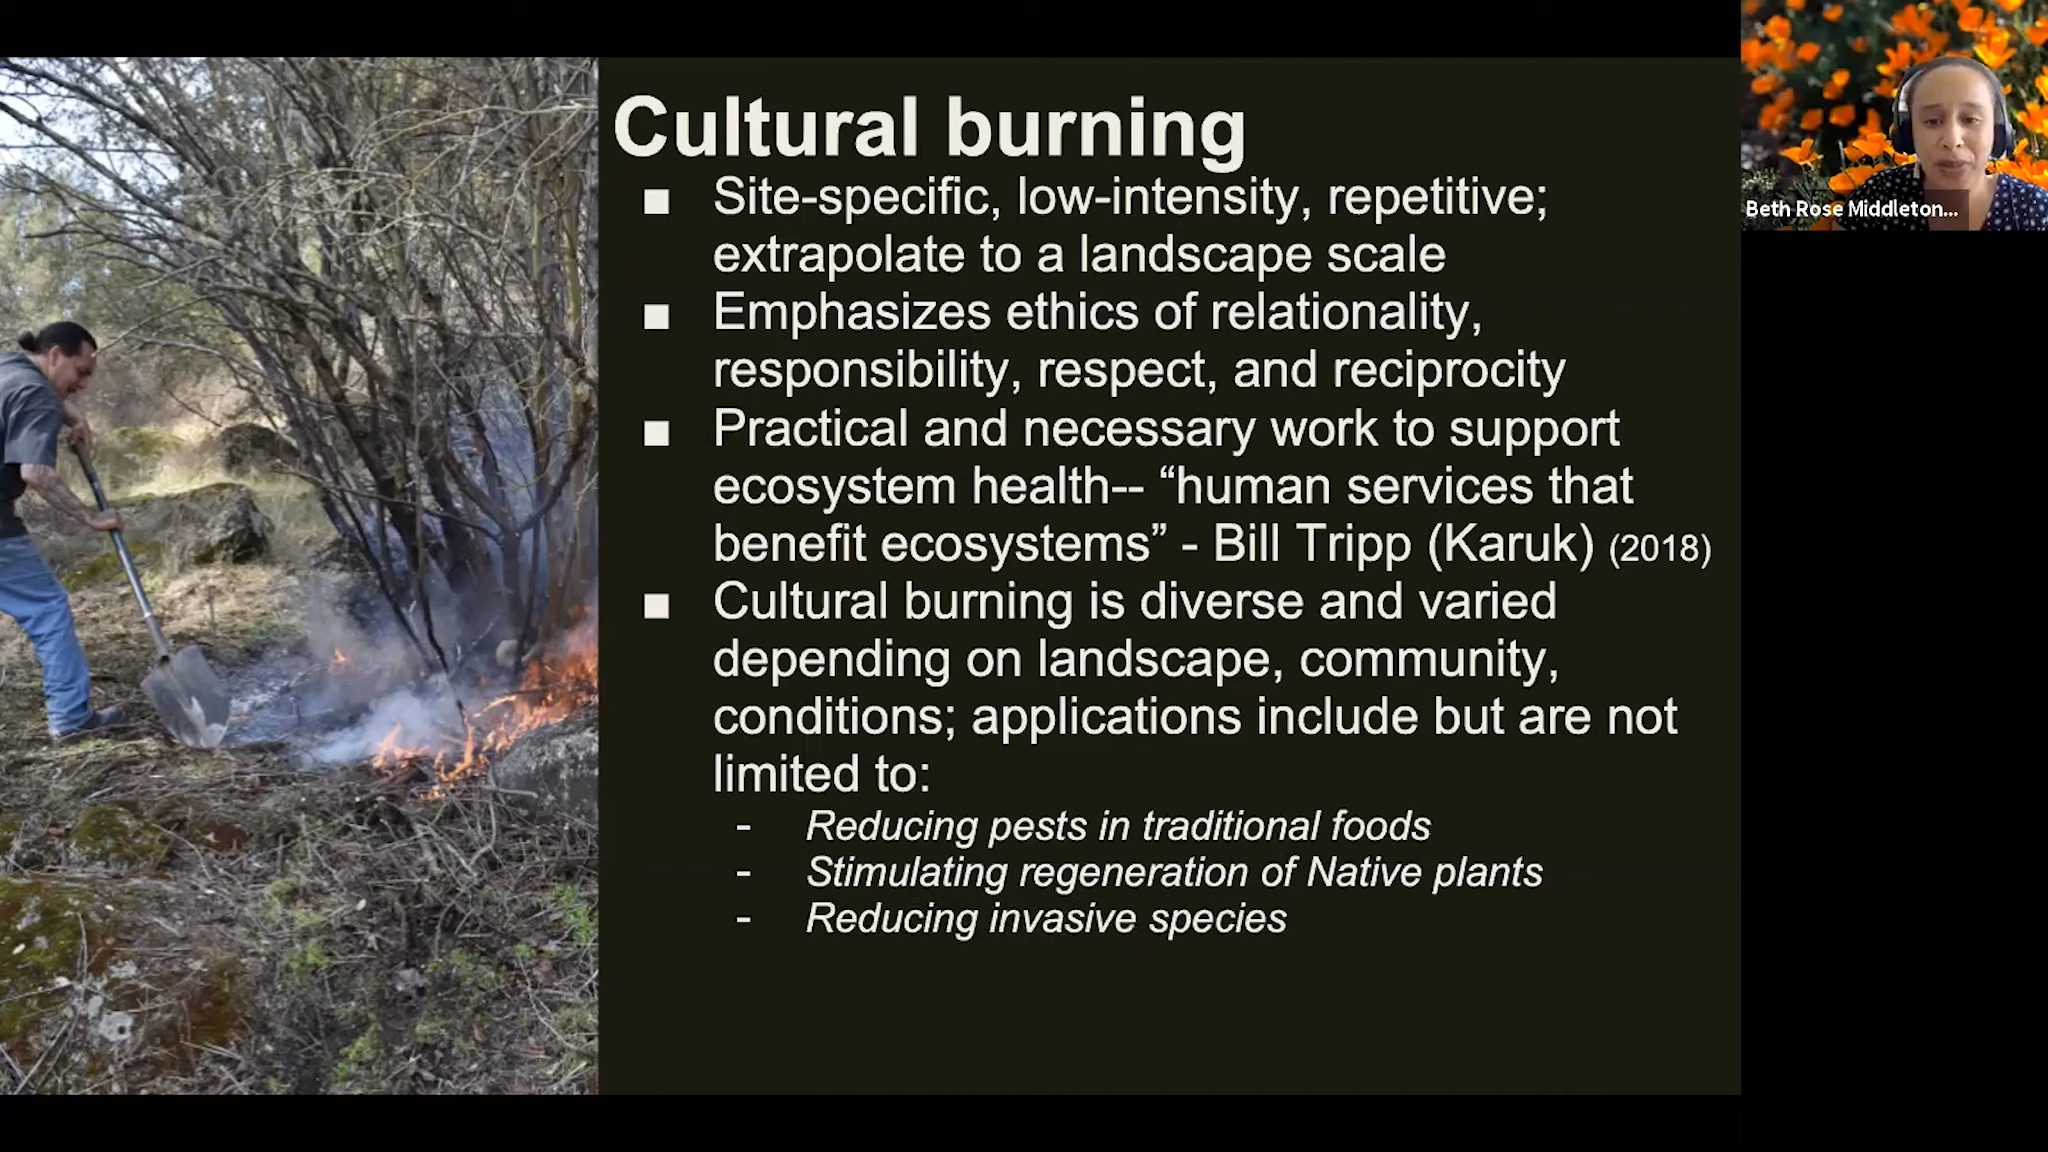 Cultural burning
■ Site-specific, low-intensity, repetitive;
extrapolate to a landscape scale
■ Emphasizes ethics of relationality,
responsibility, respect, and reciprocity
■ Practical and necessary work to support
ecosystem health-- “human services that
benefit ecosystems” - Bill Tripp (Karuk) (2018)
■ Cultural burning is diverse and varied
depending on landscape, community,
conditions; applications include but are not
limited to:
- Reducing pests in traditional foods
- Stimulating regeneration of Native plants
- Reducing invasive species
Beth Rose Middleton...